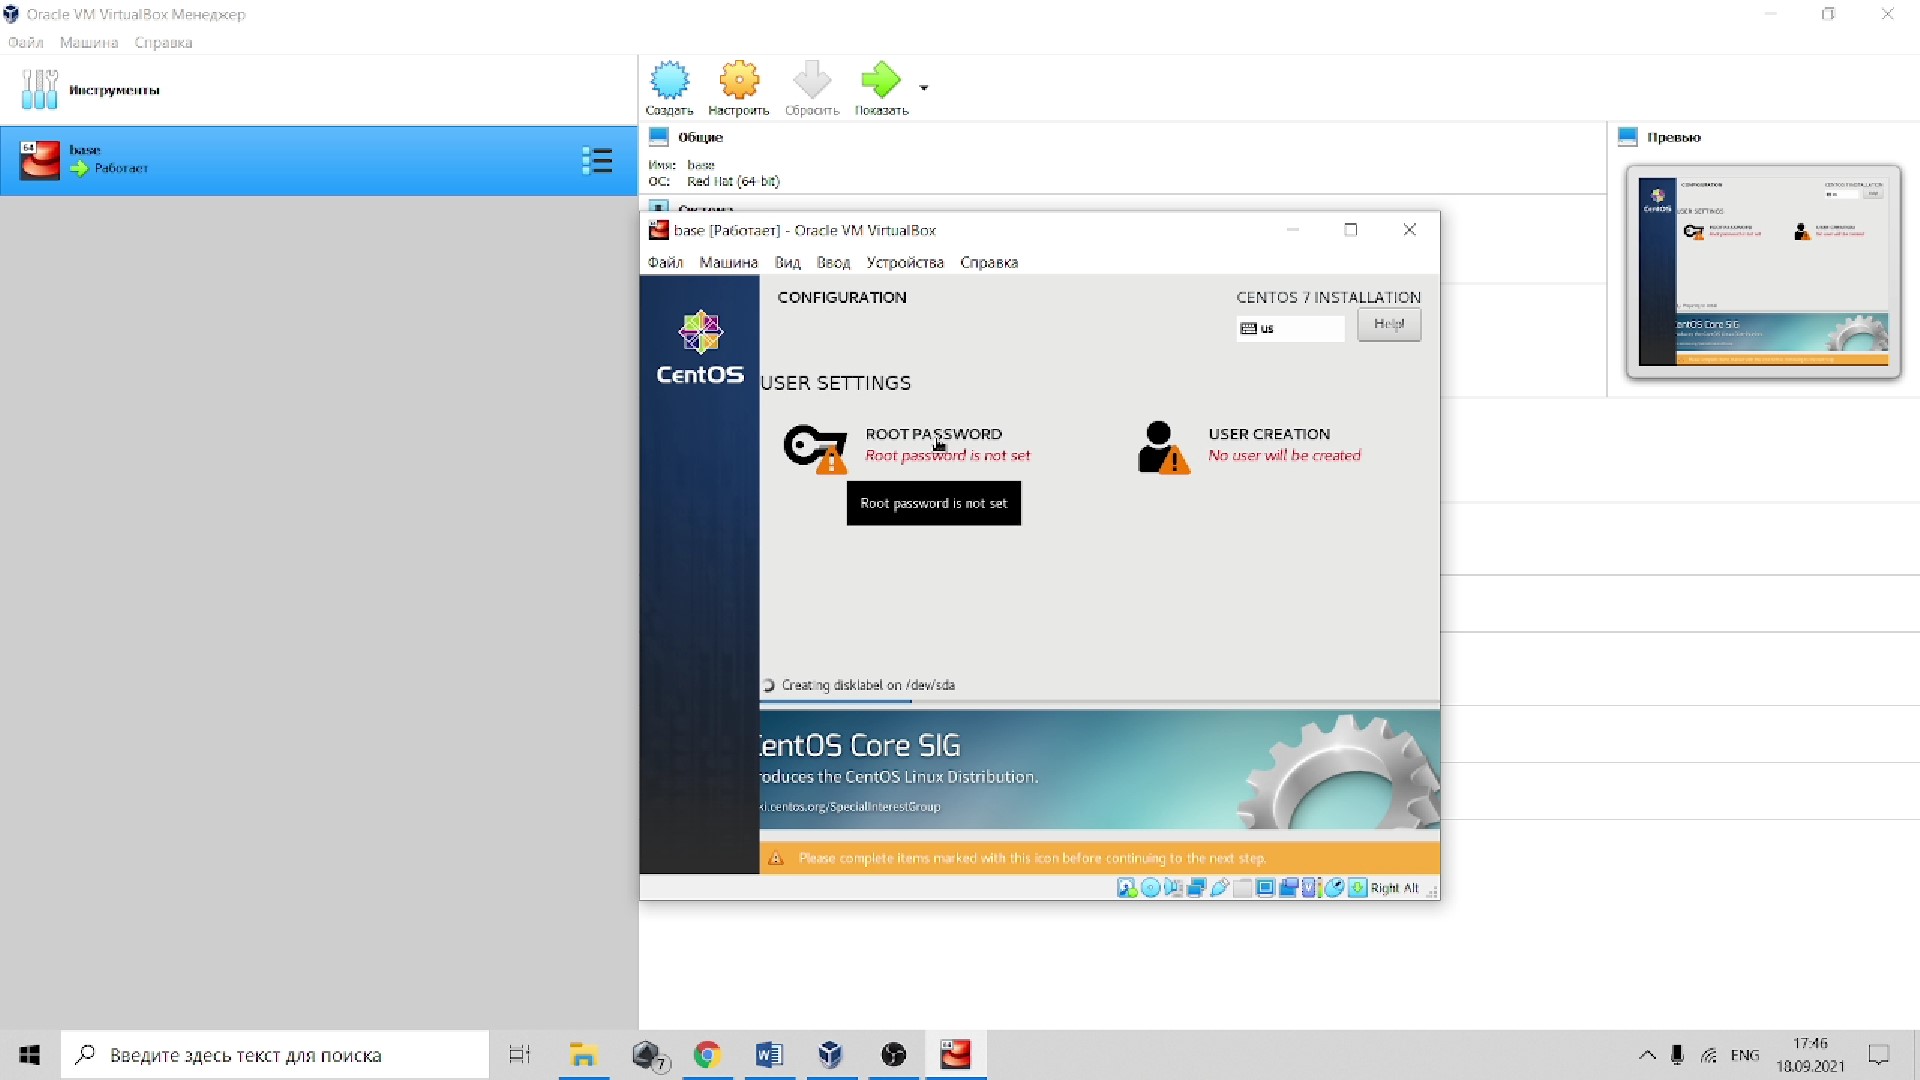 Oracle VM VirtualBox Менеджер
Файл Машина Справка
Инструменты
Создать Настроить Сбросить Показать
64
base
Работает
Общие
Имя: base
ОС: Red Hat (64-bit)
Система
Превью
base [Работает] - Oracle VM VirtualBox
Файл Машина Вид Ввод Устройства Справка
CentOS
CONFIGURATION
CENTOS 7 INSTALLATION
us
Help!
USER SETTINGS
ROOT PASSWORD
Root password is not set
USER CREATION
No user will be created
Root password is not set
Creating disklabel on /dev/sda
CentOS Core SIG
roduces the CentOS Linux Distribution.
ki.centos.org/SpecialInterestGroup
Please complete items marked with this icon before continuing to the next step.
Right Alt
Введите здесь текст для поиска
7
ENG
17:46
18.09.2021